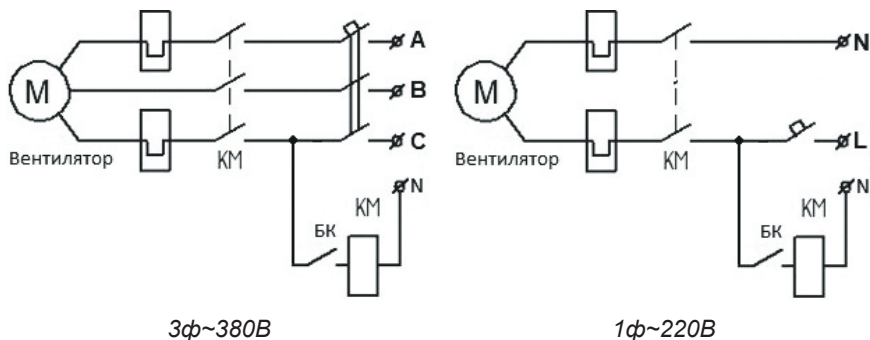 A
N
M
B
M
C
L
Вентилятор
KM
Вентилятор
KM
N
N
KM
KM
БК
БК
3ф~380В
1ф~220В